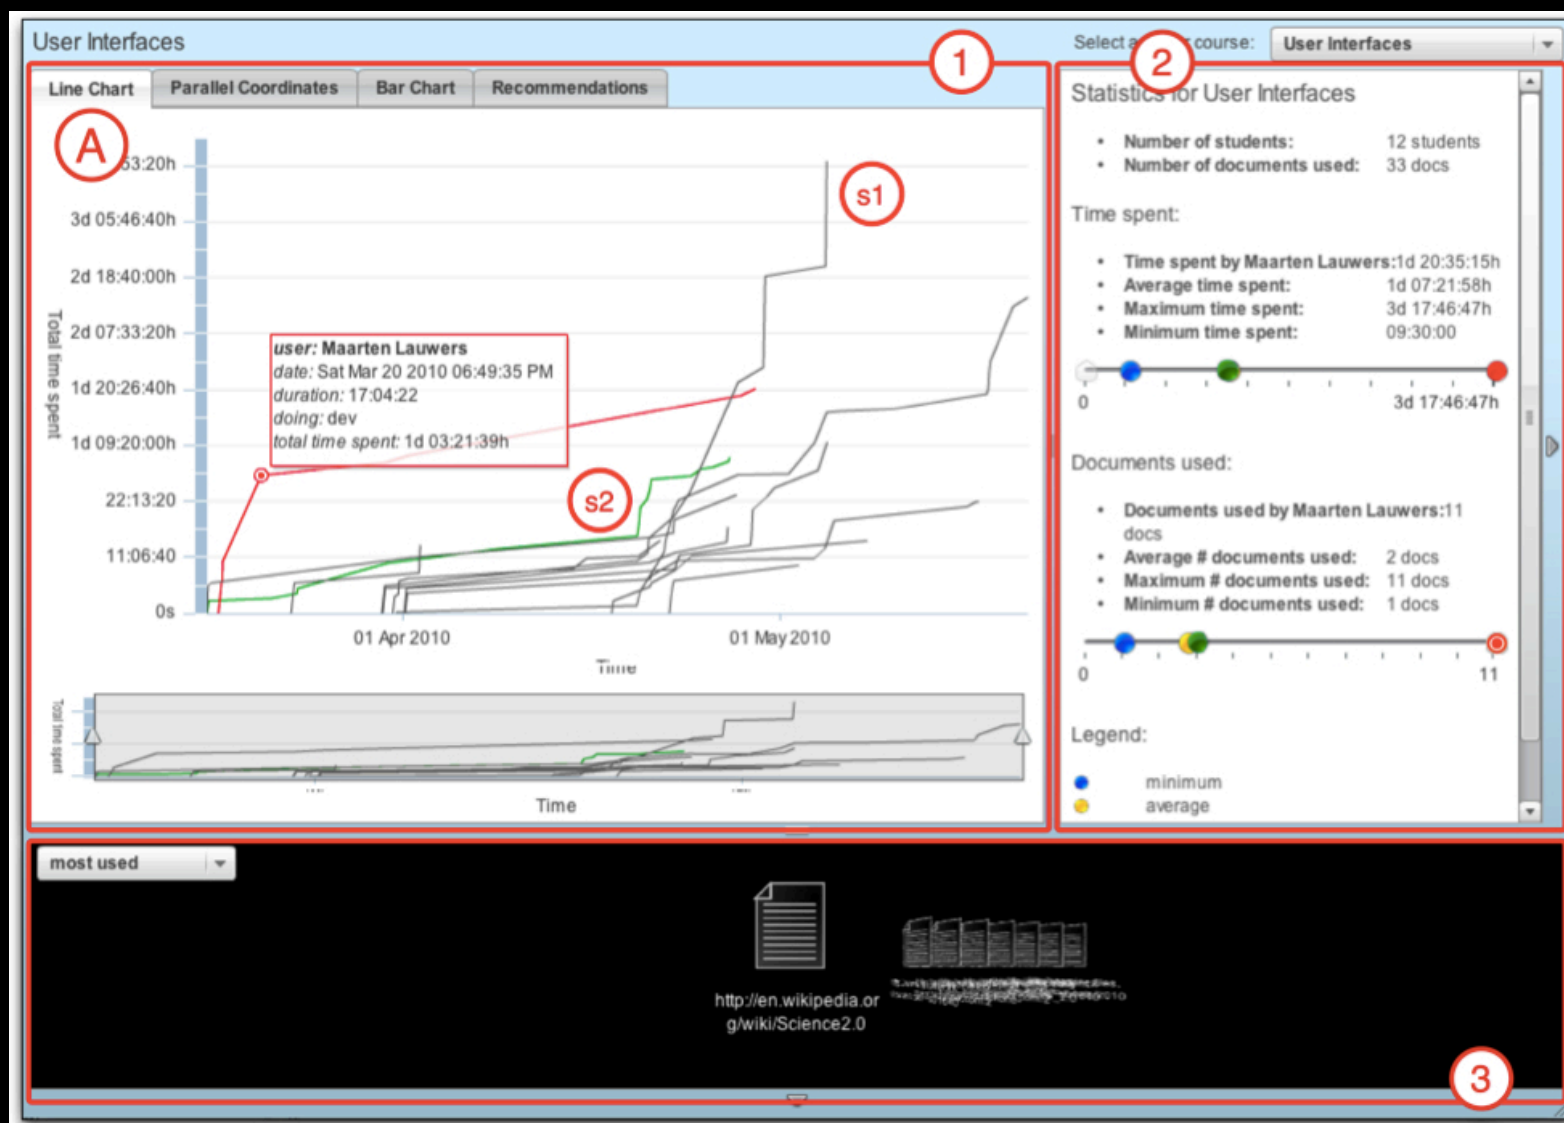 User Interfaces
Select a course:
User Interfaces
1
2
Line Chart
Parallel Coordinates
Bar Chart
Recommendations
A
53:20h
3d 05:46:40h
2d 18:40:00h
2d 07:33:20h
1d 20:26:40h
1d 09:20:00h
22:13:20
11:06:40
0s
Total time spent
s1
user: Maarten Lauwers
date: Sat Mar 20 2010 06:49:35 PM
duration: 17:04:22
doing: dev
total time spent: 1d 03:21:39h
s2
01 Apr 2010
01 May 2010
Time
Total time spent
Time
Statistics for User Interfaces
• Number of students: 12 students
• Number of documents used: 33 docs
Time spent:
• Time spent by Maarten Lauwers:1d 20:35:15h
• Average time spent: 1d 07:21:58h
• Maximum time spent: 3d 17:46:47h
• Minimum time spent: 09:30:00
0
3d 17:46:47h
Documents used:
• Documents used by Maarten Lauwers:11
docs
• Average # documents used: 2 docs
• Maximum # documents used: 11 docs
• Minimum # documents used: 1 docs
0
11
Legend:
minimum
average
most used
http://en.wikipedia.or
g/wiki/Science2.0
3